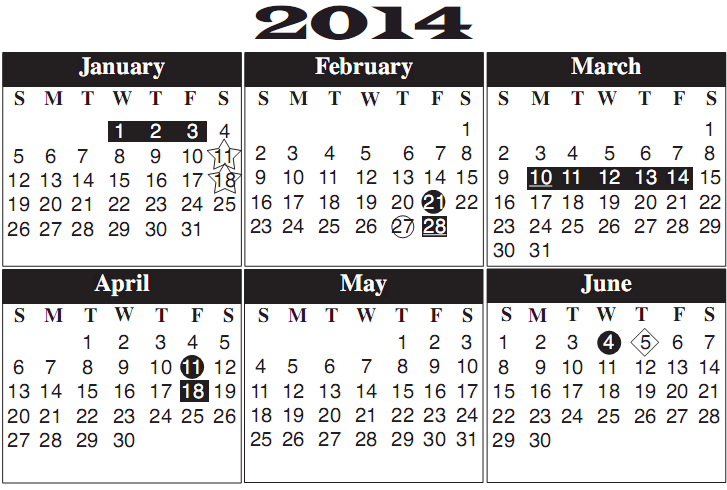 2014
January
S M T W T F S
1 2 3 4
5 6 7 8 9 10 11
12 13 14 15 16 17 18
19 20 21 22 23 24 25
26 27 28 29 30 31
February
S M T W T F S
1
2 3 4 5 6 7 8
9 10 11 12 13 14 15
16 17 18 19 20 21 22
23 24 25 26 27 28
March
S M T W T F S
1
2 3 4 5 6 7 8
9 10 11 12 13 14 15
16 17 18 19 20 21 22
23 24 25 26 27 28 29
30 31
April
S M T W T F S
1 2 3 4 5
6 7 8 9 10 11 12
13 14 15 16 17 18 19
20 21 22 23 24 25 26
27 28 29 30
May
S M T W T F S
1 2 3
4 5 6 7 8 9 10
11 12 13 14 15 16 17
18 19 20 21 22 23 24
25 26 27 28 29 30 31
June
S M T W T F S
1 2 3 4 5 6 7
8 9 10 11 12 13 14
15 16 17 18 19 20 21
22 23 24 25 26 27 28
29 30